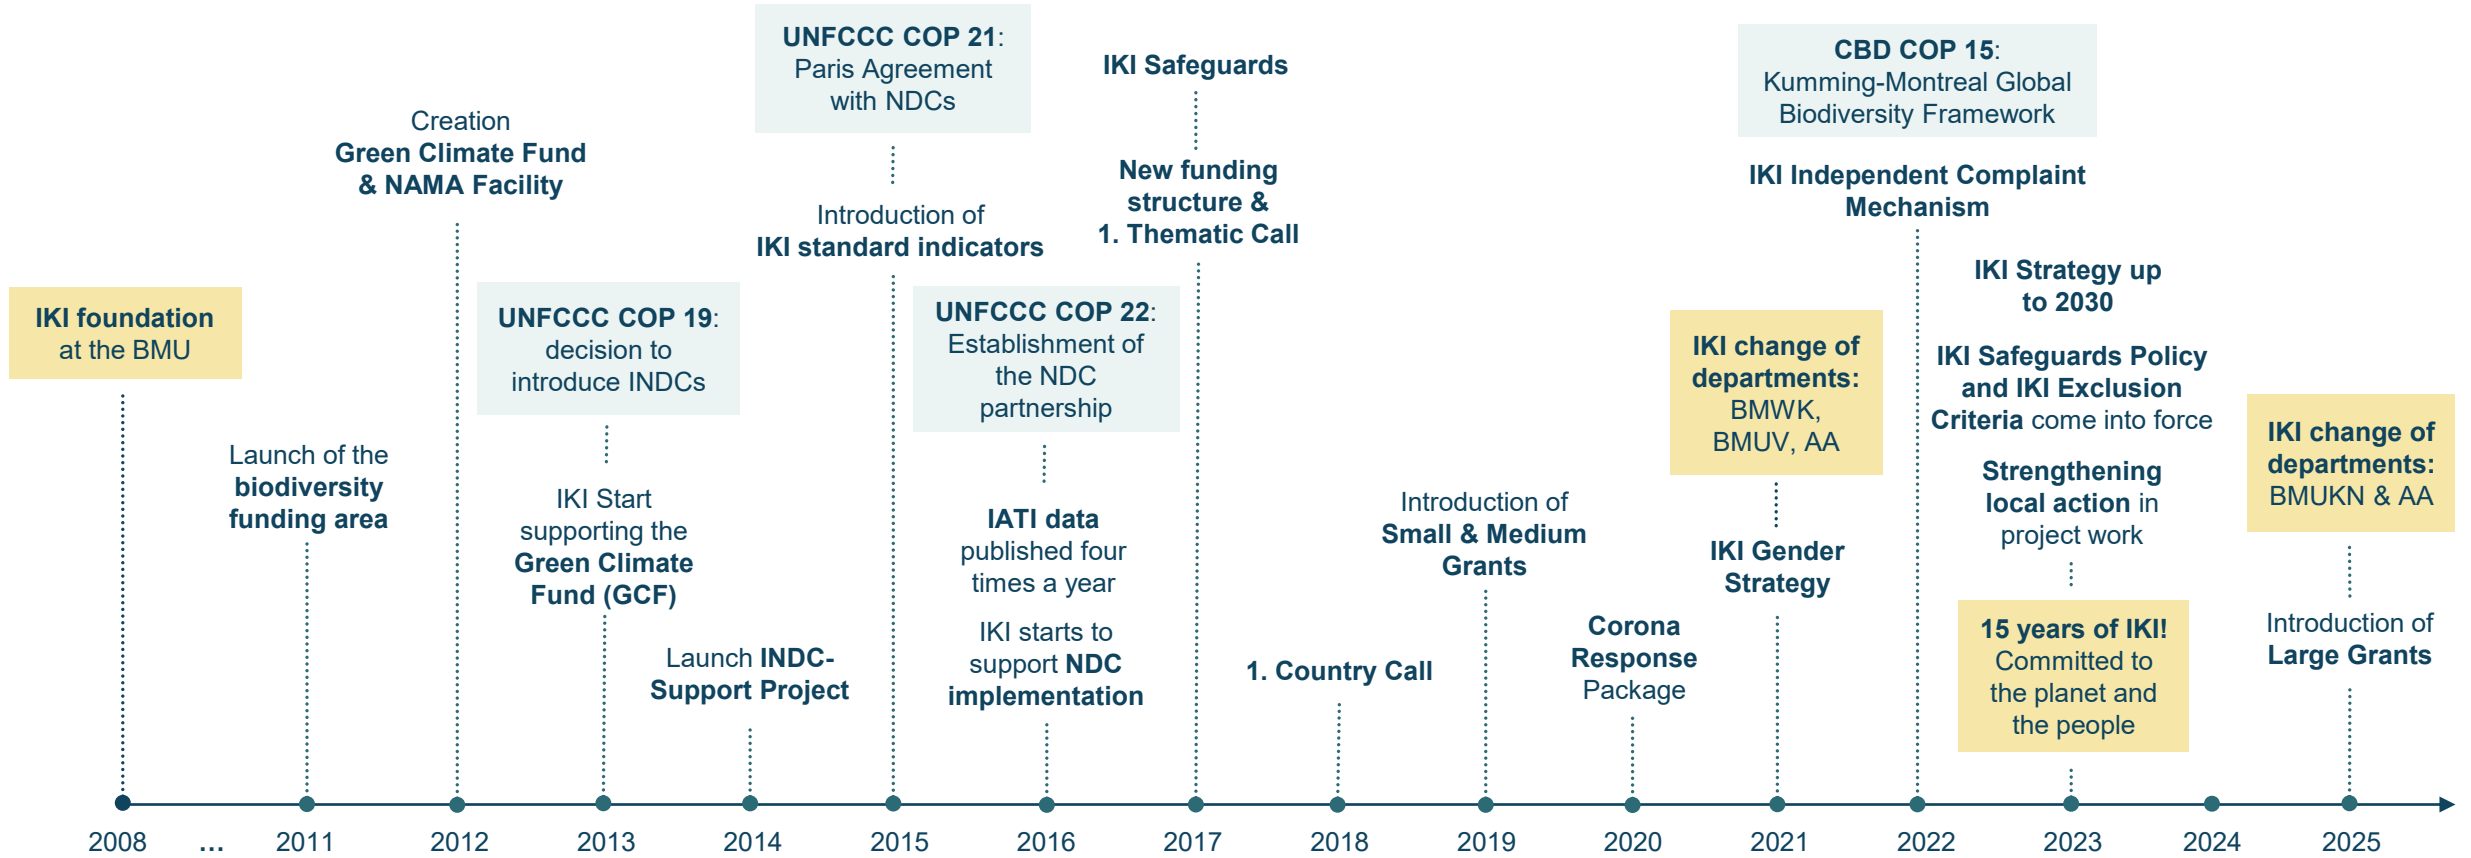 IKI foundation
at the BMU
Launch of the
biodiversity
funding area
Creation
Green Climate Fund
& NAMA Facility
UNFCCC COP 19:
decision to
introduce INDCs
IKI Start
supporting the
Green Climate
Fund (GCF)
Launch INDC-
Support Project
UNFCCC COP 21:
Paris Agreement
with NDCs
Introduction of
IKI standard indicators
UNFCCC COP 22:
Establishment of
the NDC
partnership
IATI data
published four
times a year
IKI starts to
support NDC
implementation
IKI Safeguards
New funding
structure &
1. Thematic Call
1. Country Call
Introduction of
Small & Medium
Grants
Corona
Response
Package
IKI change of
departments:
BMWK,
BMUV, AA
IKI Gender
Strategy
CBD COP 15:
Kumming-Montreal Global
Biodiversity Framework
IKI Independent Complaint
Mechanism
IKI Strategy up
to 2030
IKI Safeguards Policy
and IKI Exclusion
Criteria come into force
Strengthening
local action in
project work
15 years of IKI!
Committed to
the planet and
the people
IKI change of
departments:
BMUKN & AA
Introduction of
Large Grants
2008 ... 2011 2012 2013 2014 2015 2016 2017 2018 2019 2020 2021 2022 2023 2024 2025